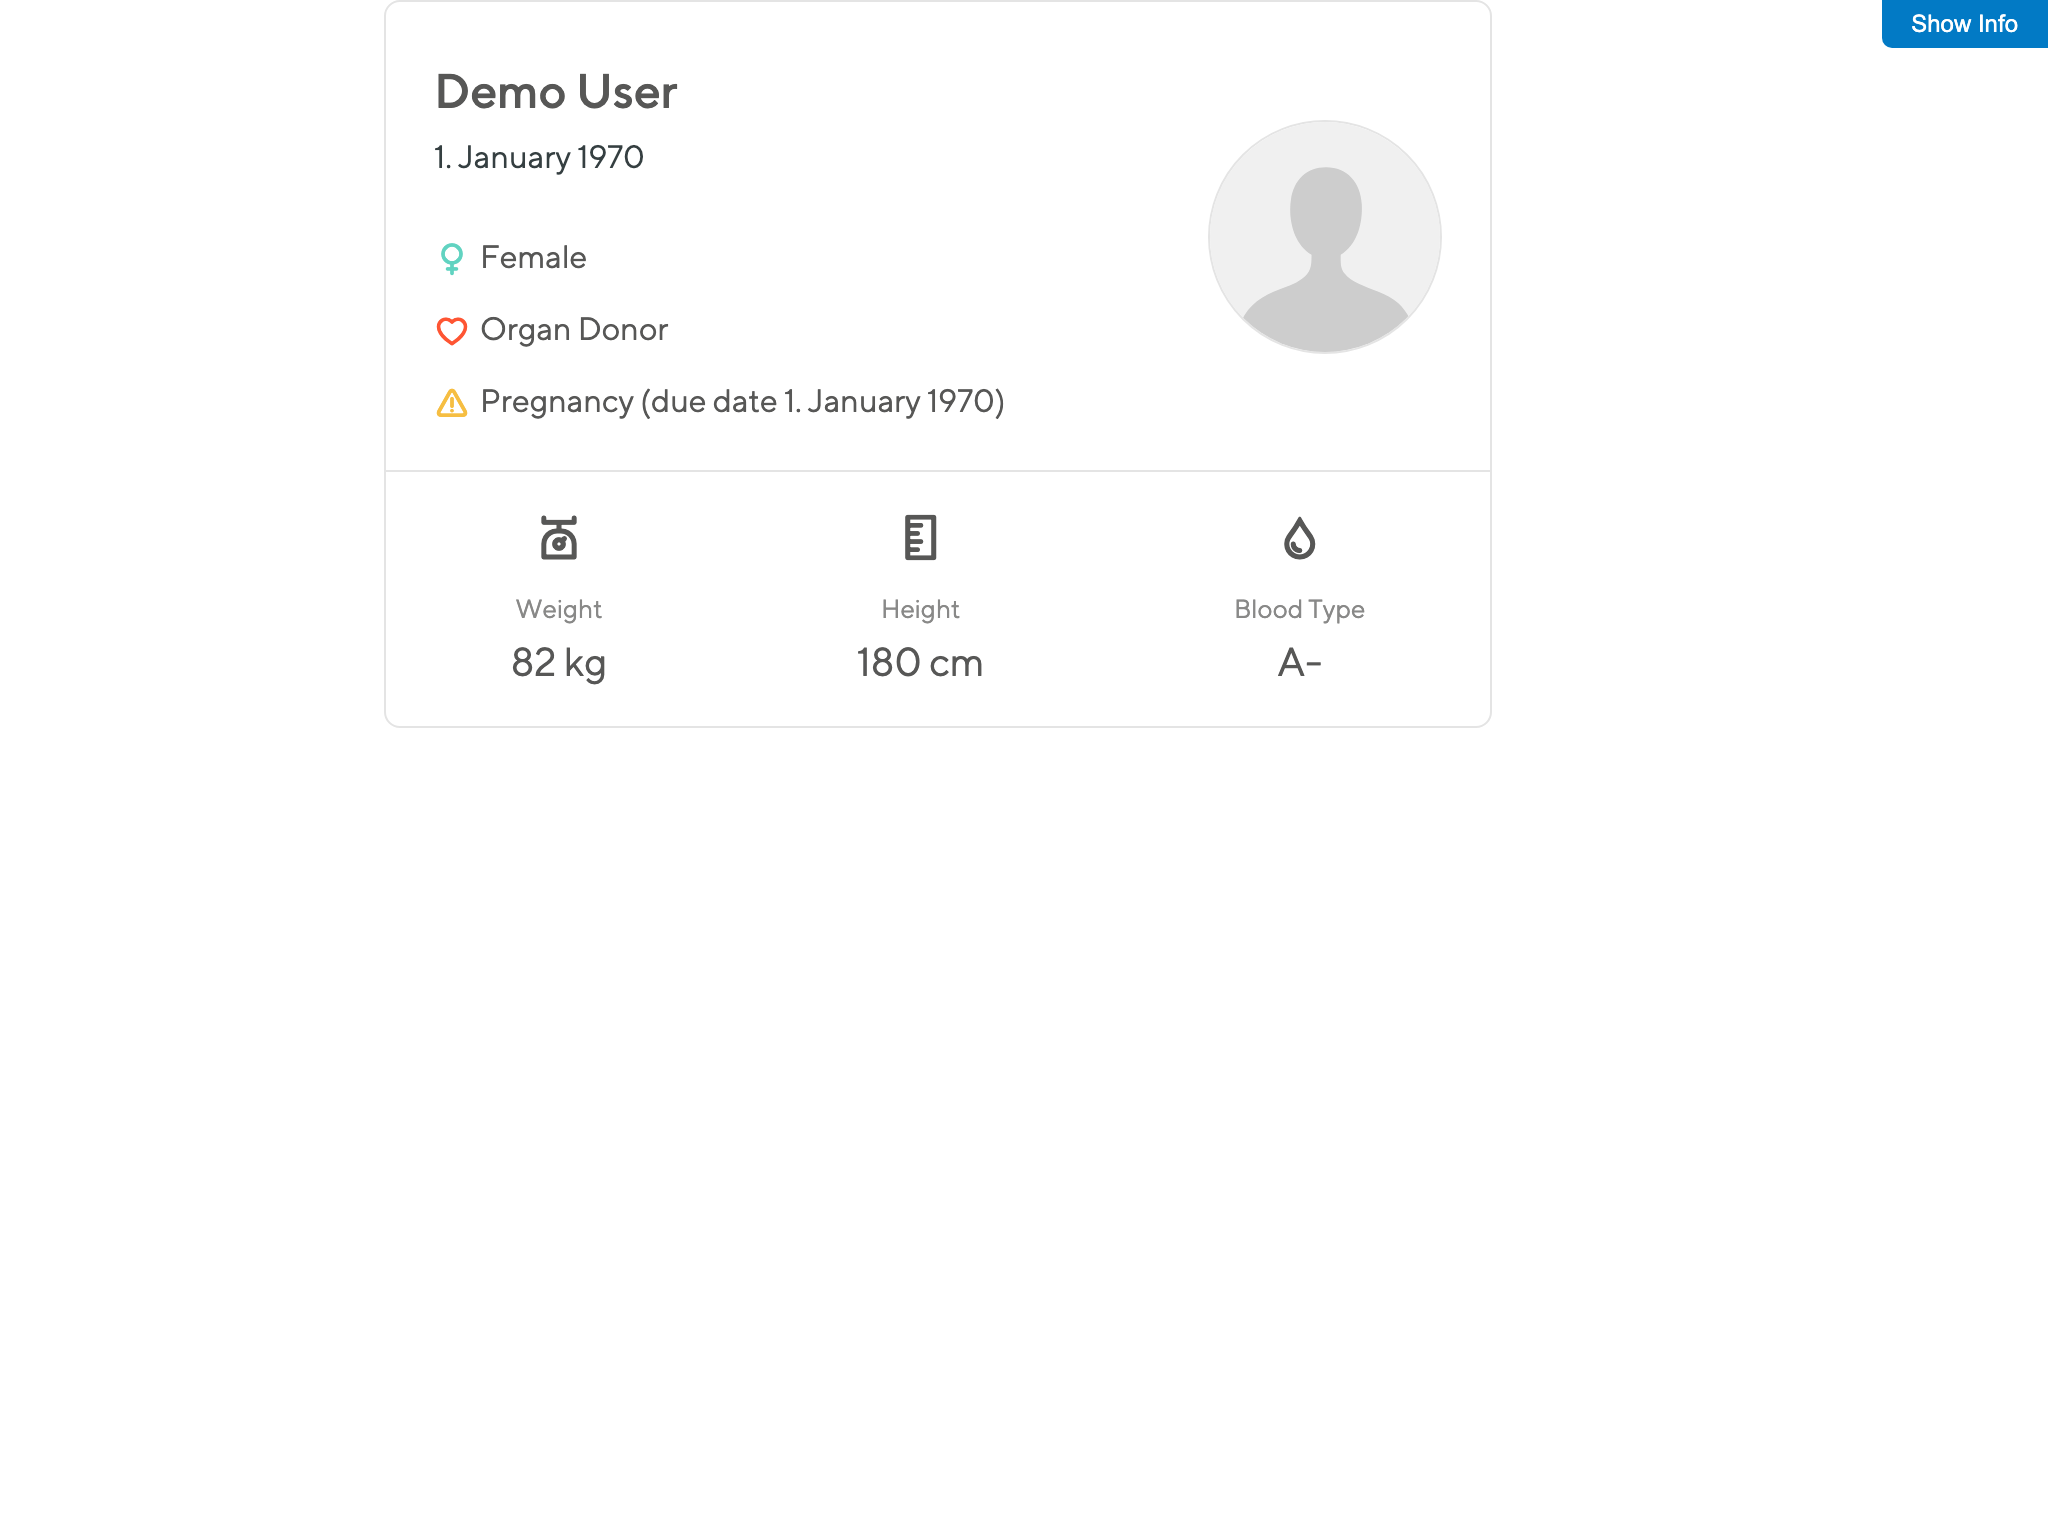 Show Info
Demo User
1. January 1970
Female
Organ Donor
Pregnancy (due date 1. January 1970)
Weight
82 kg
Height
180 cm
Blood Type
A-